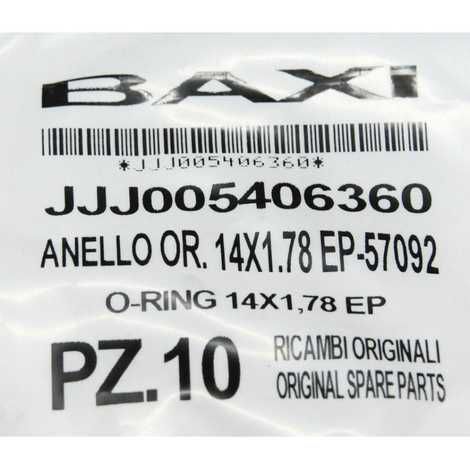 BAXI
*JJJ005406360*
JJJ005406360
ANELLO OR. 14X1.78 EP-57092
O-RING 14X1,78 EP
PZ.10
RICAMBI ORIGINALI
ORIGINAL SPARE PARTS